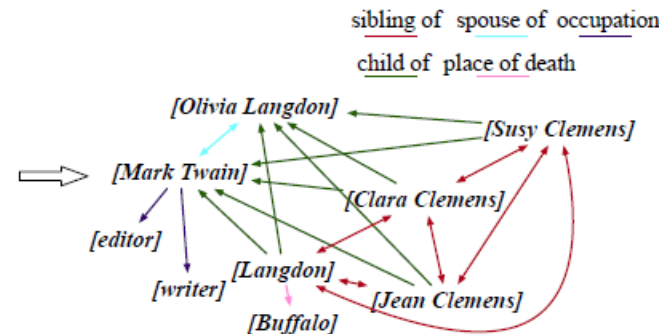 sibling of spouse of occupation
child of place of death
[Olivia Langdon]
[Susy Clemens]
[Mark Twain]
[Clara Clemens]
[editor]
[Langdon]
[writer]
[Jean Clemens]
[Buffalo]